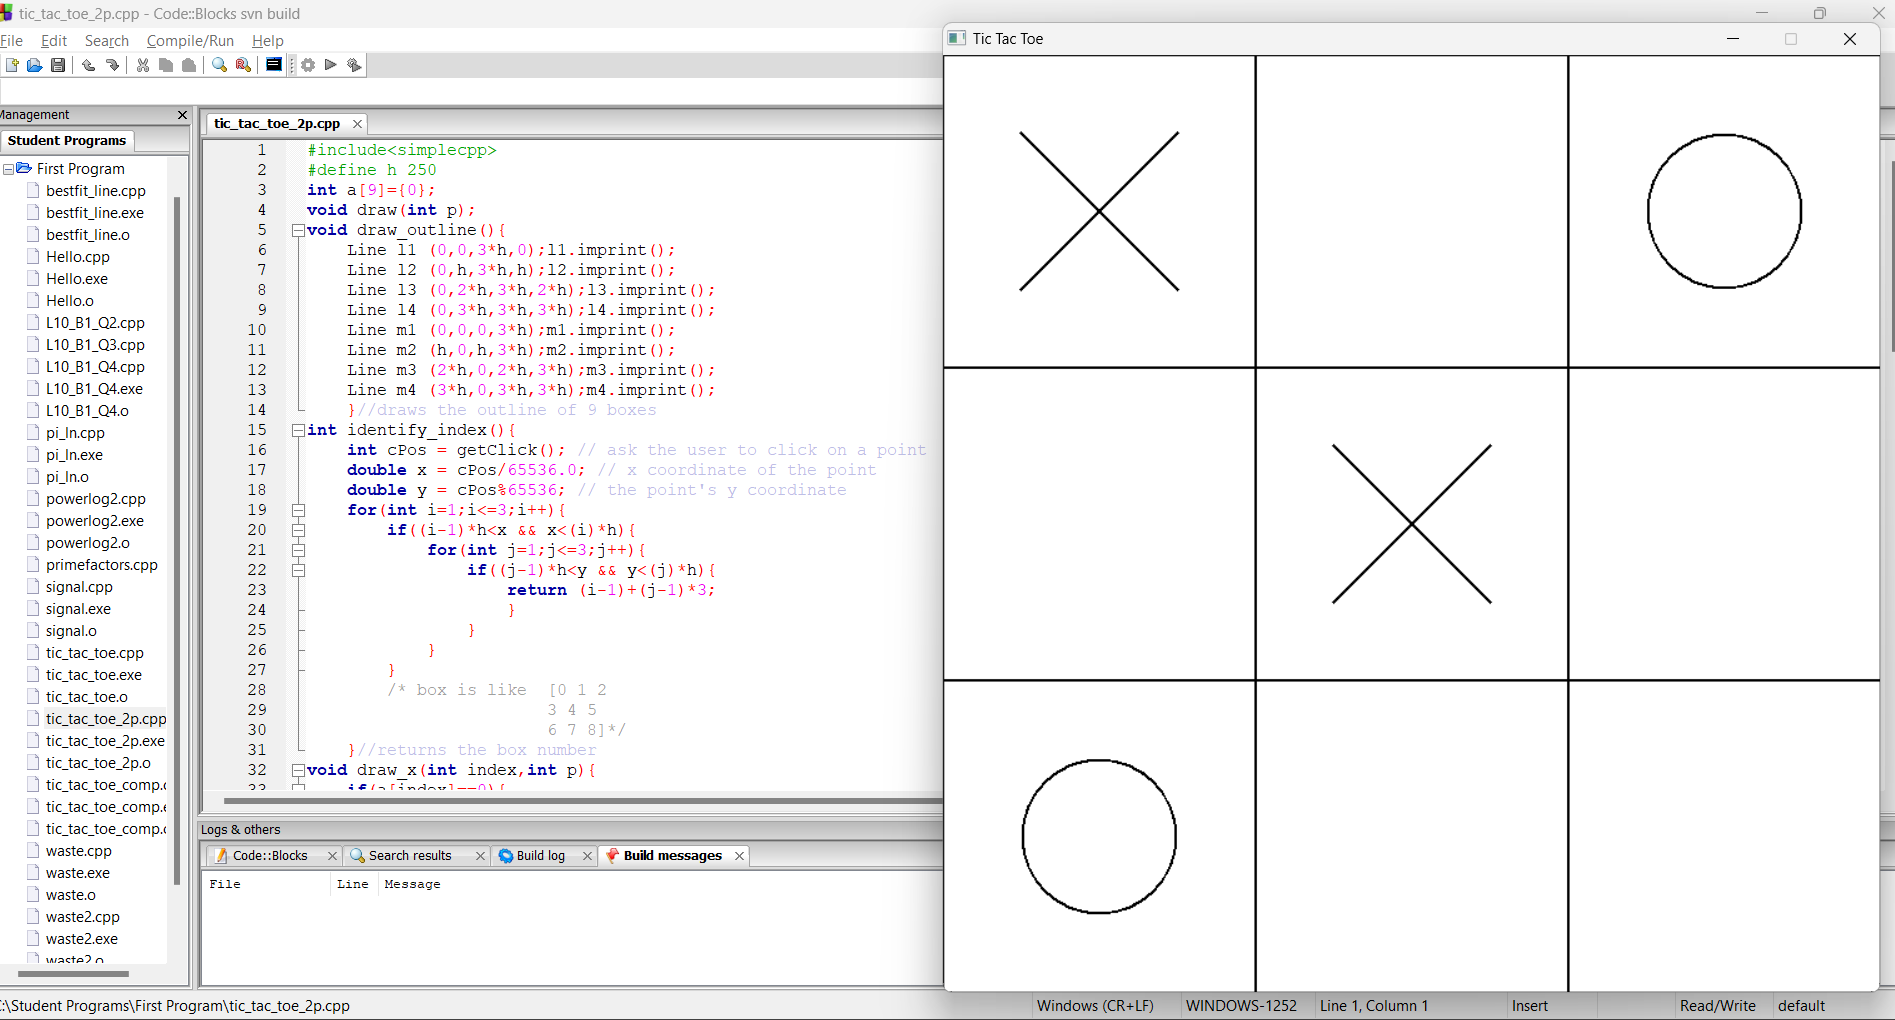 tic_tac_toe_2p.cpp - Code::Blocks svn build
File Edit Search Compile/Run Help
Management
Student Programs
First Program
bestfit_line.cpp
bestfit_line.exe
bestfit_line.o
Hello.cpp
Hello.exe
Hello.o
L10_B1_Q2.cpp
L10_B1_Q3.cpp
L10_B1_Q4.cpp
L10_B1_Q4.exe
L10_B1_Q4.o
pi_ln.cpp
pi_ln.exe
pi_ln.o
powerlog2.cpp
powerlog2.exe
powerlog2.o
primefactors.cpp
signal.cpp
signal.exe
signal.o
tic_tac_toe.cpp
tic_tac_toe.exe
tic_tac_toe.o
tic_tac_toe_2p.cpp
tic_tac_toe_2p.exe
tic_tac_toe_2p.o
tic_tac_toe_comp.
tic_tac_toe_comp.
tic_tac_toe_comp.
waste.cpp
waste.exe
waste.o
waste2.cpp
waste2.exe
waste2.o
tic_tac_toe_2p.cpp
1 #include<simplecpp>
2 #define h 250
3 int a[9]={0};
4 void draw(int p);
5 void draw_outline(){
6 Line l1 (0,0,3*h,0);l1.imprint();
7 Line l2 (0,h,3*h,h);l2.imprint();
8 Line l3 (0,2*h,3*h,2*h);l3.imprint();
9 Line l4 (0,3*h,3*h,3*h);l4.imprint();
10 Line m1 (0,0,0,3*h);m1.imprint();
11 Line m2 (h,0,h,3*h);m2.imprint();
12 Line m3 (2*h,0,2*h,3*h);m3.imprint();
13 Line m4 (3*h,0,3*h,3*h);m4.imprint();
14 }//draws the outline of 9 boxes
15 int identify_index(){
16 int cPos = getClick(); // ask the user to click on a point
17 double x = cPos/65536.0; // x coordinate of the point
18 double y = cPos%65536; // the point's y coordinate
19 for(int i=1;i<=3;i++){
20 if((i-1)*h<x && x<(i)*h){
21 for(int j=1;j<=3;j++){
22 if((j-1)*h<y && y<(j)*h){
23 return (i-1)+(j-1)*3;
24 }
25 }
26 }
27 }
28 /* box is like [0 1 2
29 3 4 5
30 6 7 8]*/
31 }//returns the box number
32 void draw_x(int index,int p){
33 if(a[index]==0){
Logs & others
Code::Blocks Search results Build log Build messages
File Line Message
Tic Tac Toe
:\Student Programs\First Program\tic_tac_toe_2p.cpp Windows (CR+LF) WINDOWS-1252 Line 1, Column 1 Insert Read/Write default